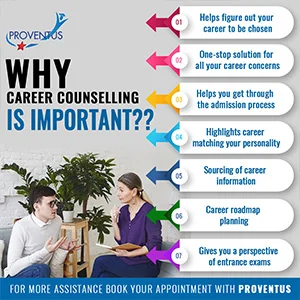 PROVENTUS
WHY
CAREER COUNSELLING
IS IMPORTANT??
01
Helps figure out your
career to be chosen
02
One-stop solution for
all your career concerns
03
Helps you get through
the admission process
04
Highlights career
matching your personality
05
Sourcing of career
information
06
Career roadmap
planning
07
Gives you a perspective
of entrance exams
FOR MORE ASSISTANCE BOOK YOUR APPOINTMENT WITH PROVENTUS